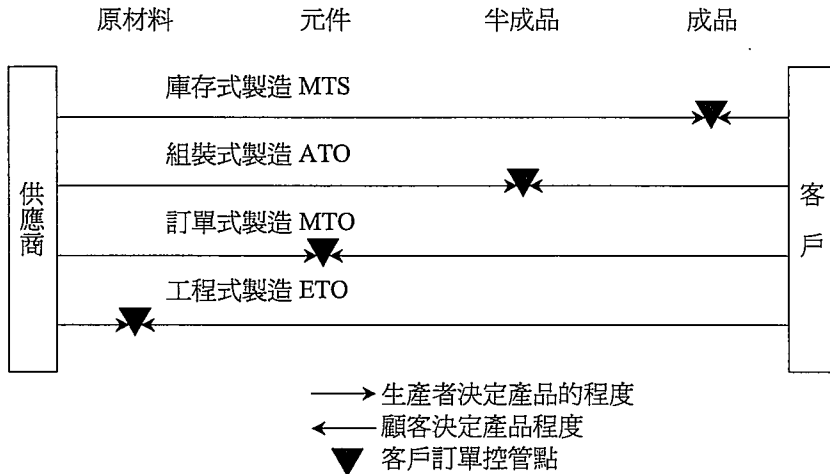 原材料 元件 半成品 成品
庫存式製造 MTS
組裝式製造 ATO
訂單式製造 MTO
工程式製造 ETO
供應商
客戶
生產者決定產品的程度
顧客決定產品程度
客戶訂單控管點